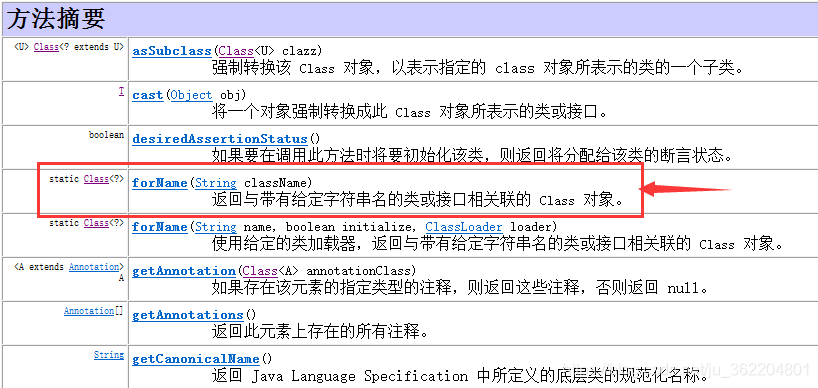 方法摘要
<U> Class<? extends U> asSubclass(Class<U> clazz)
强制转换该 Class 对象，以表示指定的 class 对象所表示的类的一个子类。
T cast(Object obj)
将一个对象强制转换成此 Class 对象所表示的类或接口。
boolean desiredAssertionStatus()
如果要在调用此方法时将要初始化该类，则返回将分配给该类的断言状态。
static Class<?> forName(String className)
返回与带有给定字符串名的类或接口相关联的 Class 对象。
static Class<?> forName(String name, boolean initialize, ClassLoader loader)
使用给定的类加载器，返回与带有给定字符串名的类或接口相关联的 Class 对象。
<A extends Annotation>
A
getAnnotation(Class<A> annotationClass)
如果存在该元素的指定类型的注释，则返回这些注释，否则返回 null。
Annotation[] getAnnotations()
返回此元素上存在的所有注释。
String getCanonicalName()
返回 Java Language Specification 中所定义的底层类的规范化名称。
362204801